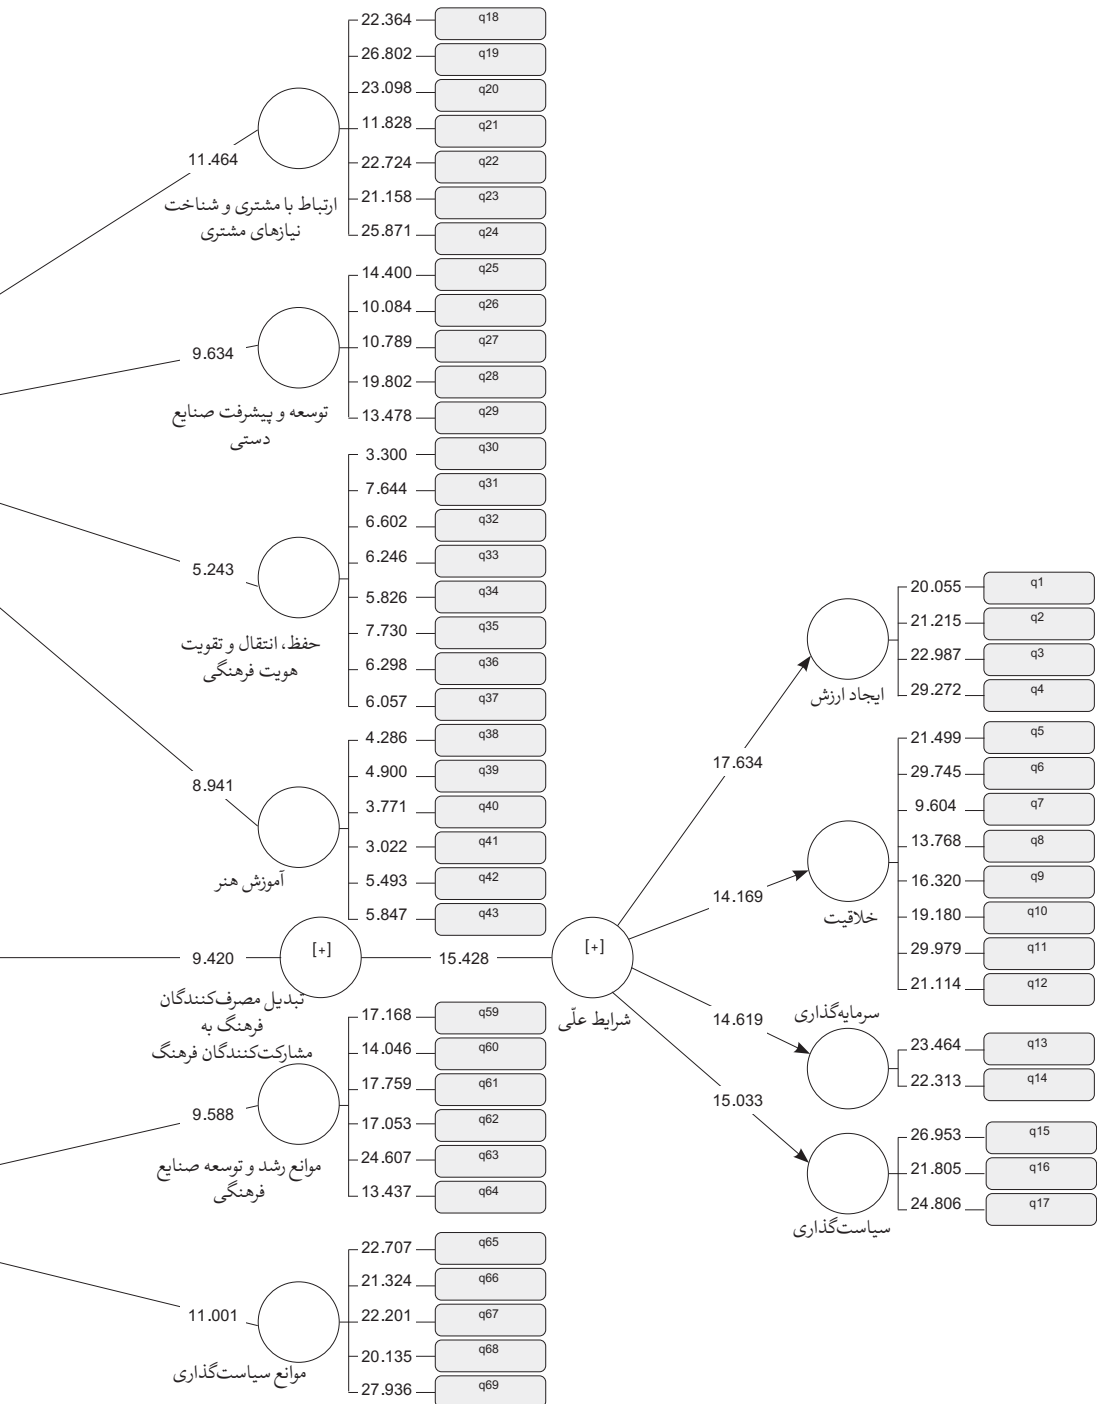 22.364 q18
26.802 q19
23.098 q20
11.828 q21
22.724 q22
21.158 q23
25.871 q24
11.464
ارتباط با مشتری و شناخت
نیازهای مشتری
14.400 q25
10.084 q26
10.789 q27
19.802 q28
13.478 q29
9.634
توسعه و پیشرفت صنایع
دستی
3.300 q30
7.644 q31
6.602 q32
6.246 q33
5.826 q34
7.730 q35
6.298 q36
6.057 q37
5.243
حفظ، انتقال و تقویت
هویت فرهنگی
4.286 q38
4.900 q39
3.771 q40
3.022 q41
5.493 q42
5.847 q43
8.941
آموزش هنر
9.420
[+]
15.428
[+]
تبدیل مصرف‌کنندگان
فرهنگ به
مشارکت‌کنندگان فرهنگ
شرایط علّی
17.168 q59
14.046 q60
17.759 q61
17.053 q62
24.607 q63
13.437 q64
9.588
موانع رشد و توسعه صنایع
فرهنگی
22.707 q65
21.324 q66
22.201 q67
20.135 q68
27.936 q69
11.001
موانع سیاست‌گذاری
20.055 q1
21.215 q2
22.987 q3
29.272 q4
ایجاد ارزش
17.634
21.499 q5
29.745 q6
9.604 q7
13.768 q8
16.320 q9
19.180 q10
29.979 q11
21.114 q12
14.169
خلاقیت
سرمایه‌گذاری
14.619
23.464 q13
22.313 q14
15.033
26.953 q15
21.805 q16
24.806 q17
سیاست‌گذاری